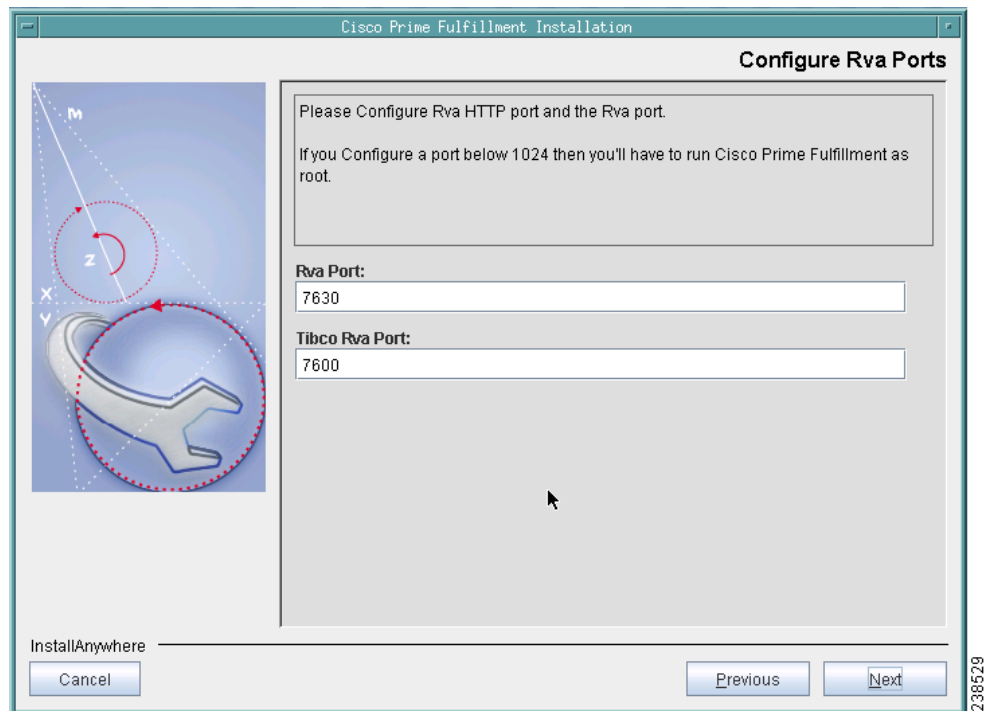 Cisco Prime Fulfillment Installation
Configure Rva Ports
M
Z
X
Y
Please Configure Rva HTTP port and the Rva port.
If you Configure a port below 1024 then you'll have to run Cisco Prime Fulfillment as
root.
Rva Port:
7630
Tibco Rva Port:
7600
InstallAnywhere
Cancel
Previous
Next
238529